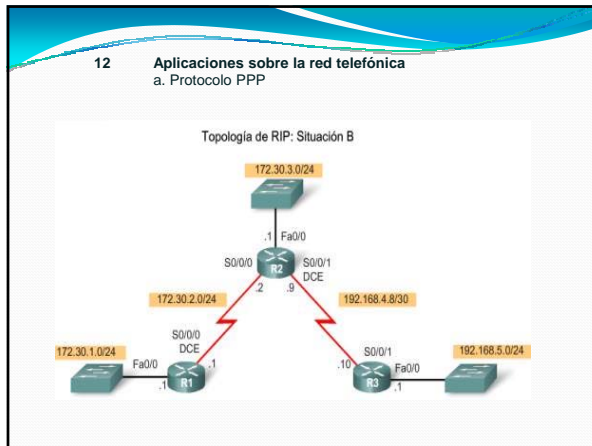 12 Aplicaciones sobre la red telefónica
a. Protocolo PPP
Topología de RIP: Situación B
172.30.3.0/24
.1 Fa0/0
S0/0/0 R2 S0/0/1
DCE
.2 .9
172.30.2.0/24 192.168.4.8/30
S0/0/0
DCE
S0/0/1
172.30.1.0/24 192.168.5.0/24
Fa0/0 .1 .10 Fa0/0
.1 R1 R3 .1